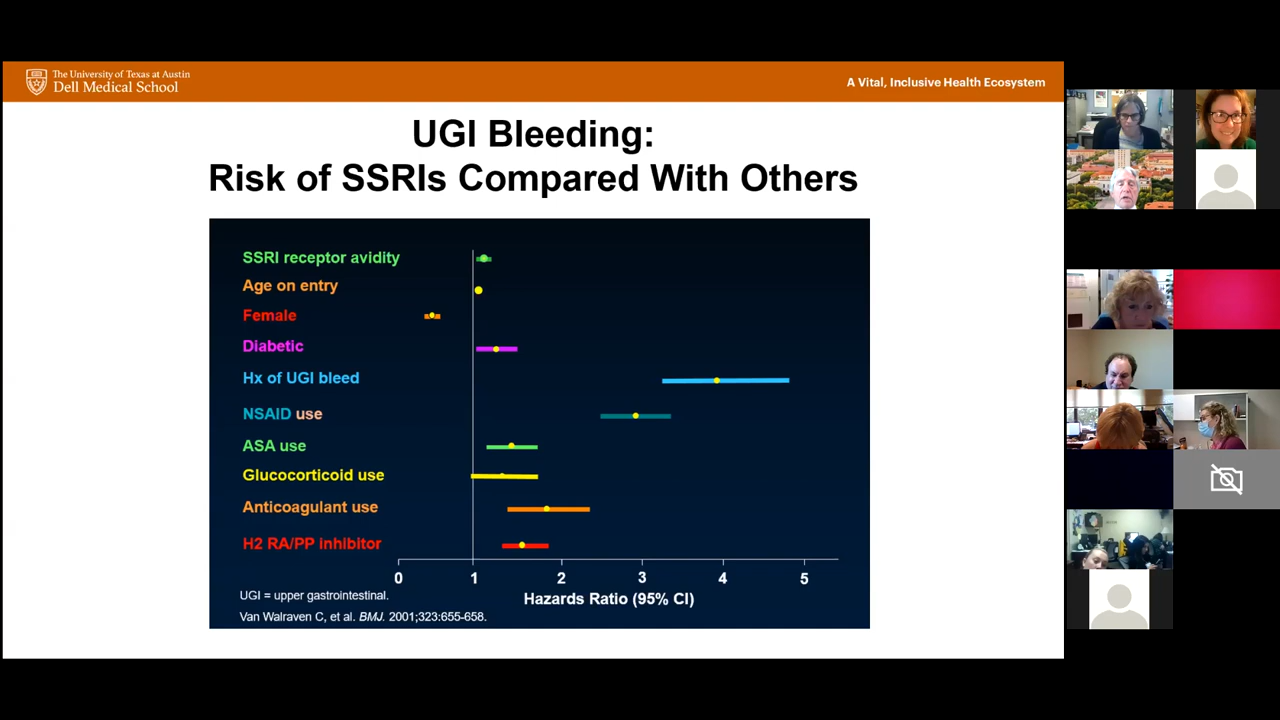 The University of Texas at Austin
Dell Medical School
A Vital, Inclusive Health Ecosystem
UGI Bleeding:
Risk of SSRIs Compared With Others
SSRI receptor avidity
Age on entry
Female
Diabetic
Hx of UGI bleed
NSAID use
ASA use
Glucocorticoid use
Anticoagulant use
H2 RA/PP inhibitor
0 1 2 3 4 5
Hazards Ratio (95% CI)
UGI = upper gastrointestinal.
Van Walraven C, et al. BMJ. 2001;323:655-658.